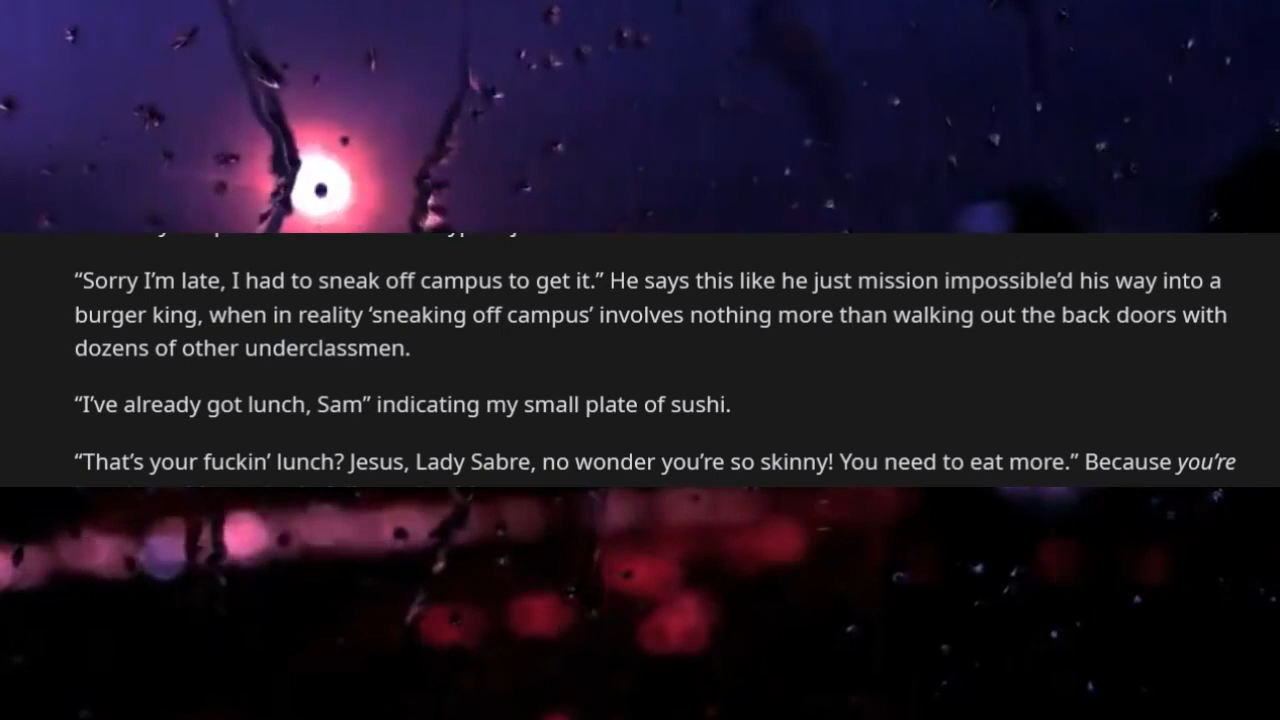 “Sorry I’m late, I had to sneak off campus to get it.” He says this like he just mission impossible’d his way into a
burger king, when in reality ‘sneaking off campus’ involves nothing more than walking out the back doors with
dozens of other underclassmen.
“I’ve already got lunch, Sam” indicating my small plate of sushi.
“That’s your fuckin’ lunch? Jesus, Lady Sabre, no wonder you’re so skinny! You need to eat more.” Because you’re